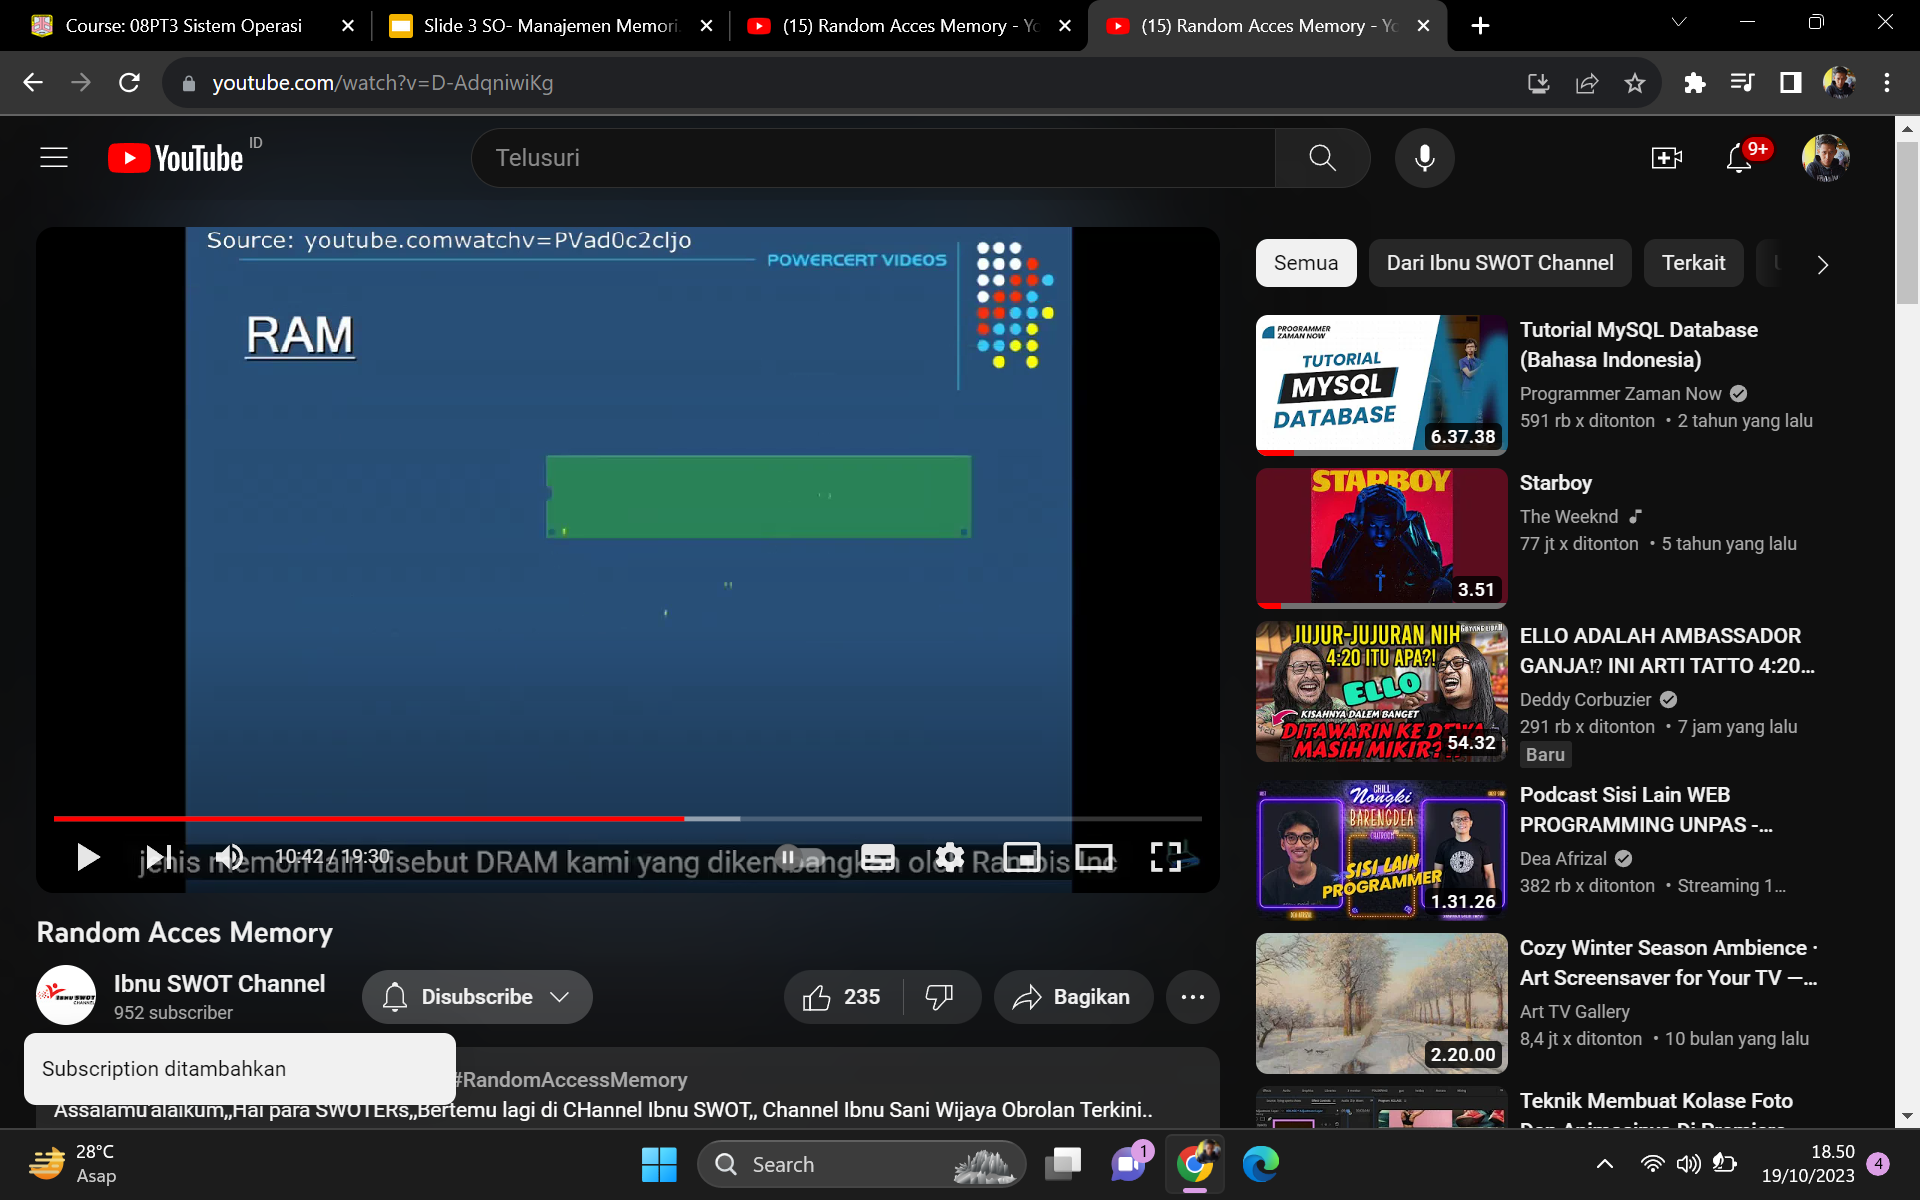 Course: 08PT3 Sistem Operasi
Slide 3 SO- Manajemen Memori
(15) Random Acces Memory - Yo
(15) Random Acces Memory - Yo
youtube.com/watch?v=D-AdqniwiKg
YouTube ID
Telusuri
9+
Source: youtube.comwatchv=PVad0c2cljo
POWERCERT VIDEOS
RAM
10:42 / 19:30
jenis memori lain disebut DRAM kami yang dikembangkan oleh Rambis Inc
Random Acces Memory
Ibnu SWOT Channel
952 subscriber
Disubscribe
235
Bagikan
Subscription ditambahkan
#RandomAccessMemory
Assalamu'alaikum,,Hai para SWOTERs,,Bertemu lagi di CHannel Ibnu SWOT,, Channel Ibnu Sani Wijaya Obrolan Terkini..
Semua
Dari Ibnu SWOT Channel
Terkait
PROGRAMMER
ZAMAN NOW
TUTORIAL
MYSQL
DATABASE
6.37.38
Tutorial MySQL Database
(Bahasa Indonesia)
Programmer Zaman Now
591 rb x ditonton • 2 tahun yang lalu
STARBOY
3.51
Starboy
The Weeknd
77 jt x ditonton • 5 tahun yang lalu
JUJUR-JUJURAN NIH
4:20 ITU APA?!
ELLO
KISAHNYA DALEM BANGET
DITAWARIN KE DEWA
MASIH MIKIR?
54.32
ELLO ADALAH AMBASSADOR
GANJA⁉ INI ARTI TATTO 4:20...
Deddy Corbuzier
291 rb x ditonton • 7 jam yang lalu
Baru
CHILL
Nongki
BARENGDEA
SISI LAIN
PROGRAMMER
1.31.26
Podcast Sisi Lain WEB
PROGRAMMING UNPAS -...
Dea Afrizal
382 rb x ditonton • Streaming 1...
2.20.00
Cozy Winter Season Ambience ·
Art Screensaver for Your TV —...
Art TV Gallery
8,4 jt x ditonton • 10 bulan yang lalu
Teknik Membuat Kolase Foto
Dan Animasinya Di Premiere
28°C
Asap
Search
1
18.50
19/10/2023
4